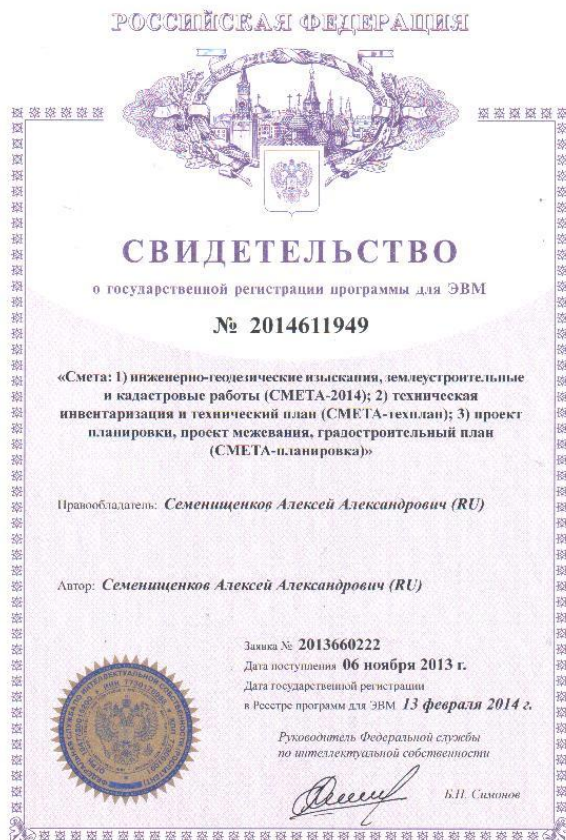 РОССИЙСКАЯ ФЕДЕРАЦИЯ
СВИДЕТЕЛЬСТВО
о государственной регистрации программы для ЭВМ
№ 2014611949
«Смета: 1) инженерно-геодезические изыскания, землеустроительные
и кадастровые работы (СМЕТА-2014); 2) техническая
инвентаризация и технический план (СМЕТА-техплан); 3) проект
планировки, проект межевания, градостроительный план
(СМЕТА-планировка)»
Правообладатель: Семенищенков Алексей Александрович (RU)
Автор: Семенищенков Алексей Александрович (RU)
Заявка № 2013660222
Дата поступления 06 ноября 2013 г.
Дата государственной регистрации
в Реестре программ для ЭВМ 13 февраля 2014 г.
Руководитель Федеральной службы
по интеллектуальной собственности
Б.П. Симонов